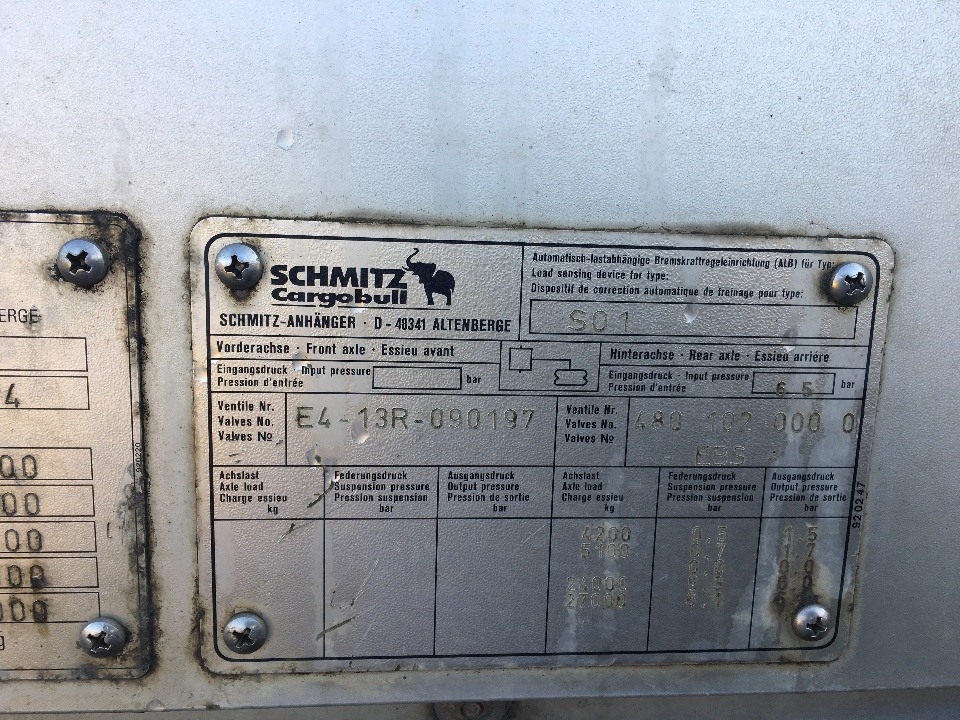 ERGE
4
00
00
00
00
000
g
920220
SCHMITZ
Cargobull
SCHMITZ-ANHÄNGER · D-48341 ALTENBERGE
Automatisch-lastabhängige Bremskraftregeleinrichtung (ALB) für Typ:
Load sensing device for type:
Dispositif de correction automatique de freinage pour type:
S01
Vorderachse · Front axle · Essieu avant
Eingangsdruck · Input pressure
Pression d'entrée
bar
Hinterachse · Rear axle · Essieu arriére
Eingangsdruck · Input pressure
Pression d'entrée
6.5
bar
Ventile Nr.
Valves No.
Valves №
E4-13R-090197
Ventile Nr.
Valves No.
Valves №
480 102 000 0
EBS
Achslast
Axle load
Charge essieu
kg
Federungsdruck
Suspension pressure
Pression suspension
bar
Ausgangsdruck
Output pressure
Pression de sortie
bar
Achslast
Axle load
Charge essieu
kg
Federungsdruck
Suspension pressure
Pression suspension
bar
Ausgangsdruck
Output pressure
Pression de sortie
bar
4200 0.5 1.5
5100 0.7 1.7
24000
27000
920247